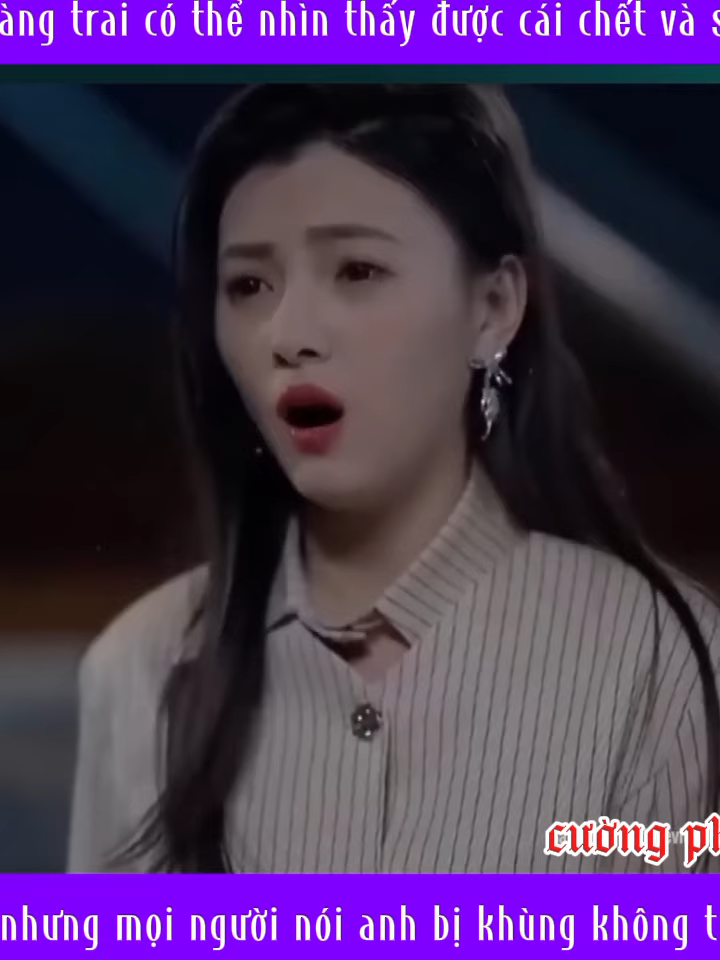 àng trai có thể nhìn thấy được cái chết và s
cường ph
nhưng mọi người nói anh bị khùng không t